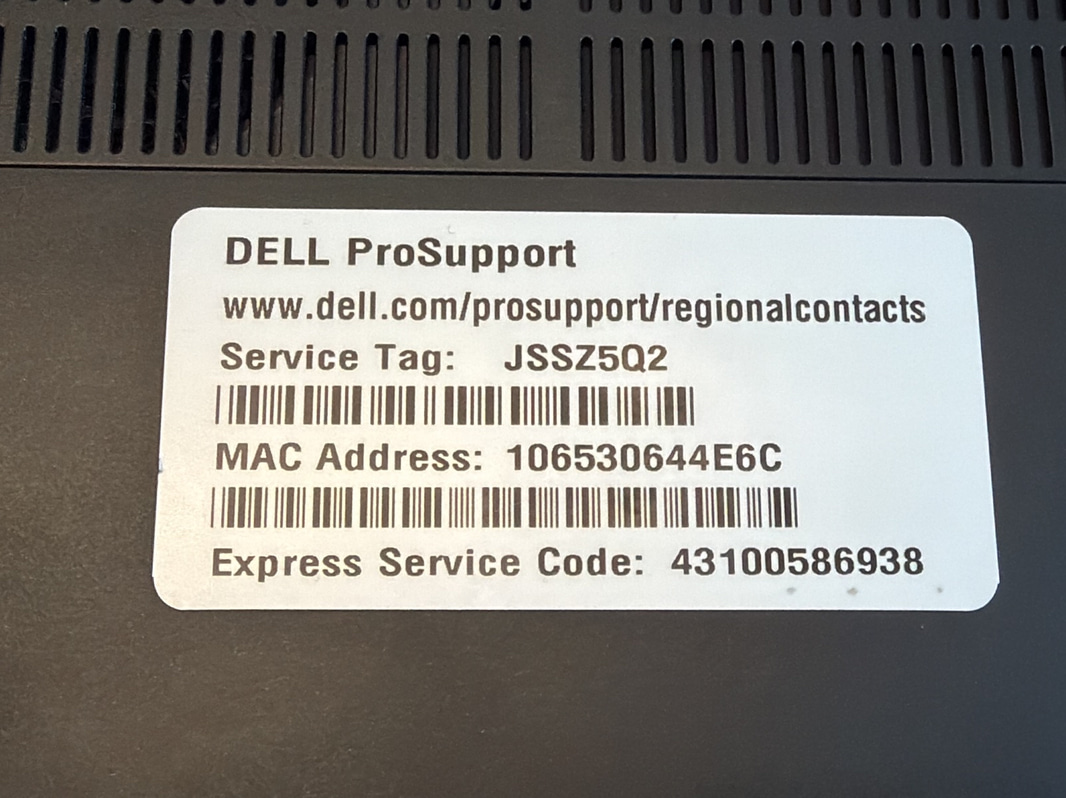 DELL ProSupport
www.dell.com/prosupport/regionalcontacts
Service Tag: JSSZ5Q2
MAC Address: 106530644E6C
Express Service Code: 43100586938